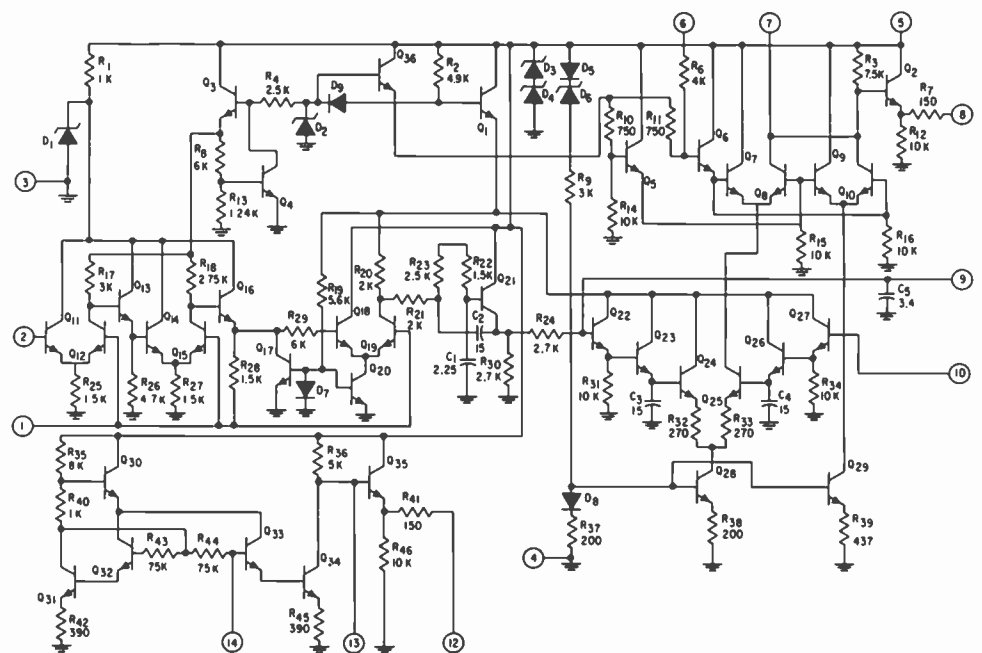 6
7
5
R1
1K
Q3
R4
2.5K
D9
Q36
R2
4.9K
D3
D5
R6
4K
R3
7.5K
Q2
R7
150
8
D1
D2
Q1
D4
D6
R10
750
R11
750
Q6
Q7
Q9
R12
10K
3
R8
6K
Q4
R9
3K
Q5
Q8
Q10
R13
1.24K
R14
10K
R15
10K
R16
10K
R17
3K
Q13
R18
2.75K
Q16
R19
5.6K
R20
2K
R23
2.5K
R22
1.5K
Q21
9
C5
3.4
Q11
Q14
R29
6K
Q18
R21
2K
C2
15
R24
2.7K
Q22
Q23
Q27
2
Q12
Q15
Q17
Q19
Q24
Q26
R25
1.5K
R26
4.7K
R27
1.5K
R28
1.5K
D7
Q20
C1
2.25
R30
2.7K
R31
10K
C3
15
Q25
C4
15
R34
10K
10
1
R32
270
R33
270
R35
8K
Q30
R36
5K
Q35
Q28
Q29
R40
1K
R41
150
D8
Q33
R43
75K
R44
75K
R37
200
R38
200
R39
437
Q32
Q34
R46
10K
4
Q31
R42
390
R45
390
14
13
12